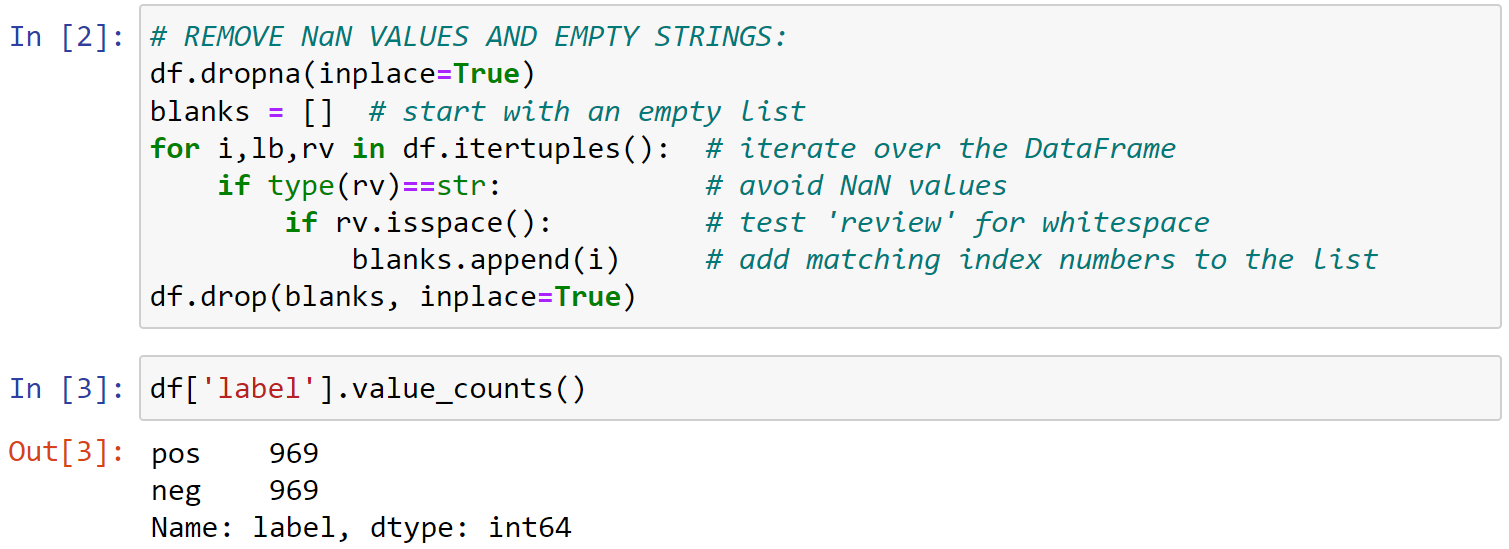 In [2]: # REMOVE NaN VALUES AND EMPTY STRINGS:
df.dropna(inplace=True)
blanks = []  # start with an empty list
for i,lb,rv in df.itertuples():  # iterate over the DataFrame
    if type(rv)==str:            # avoid NaN values
        if rv.isspace():         # test 'review' for whitespace
            blanks.append(i)     # add matching index numbers to the list
df.drop(blanks, inplace=True)
In [3]: df['label'].value_counts()
Out[3]: pos    969
neg    969
Name: label, dtype: int64